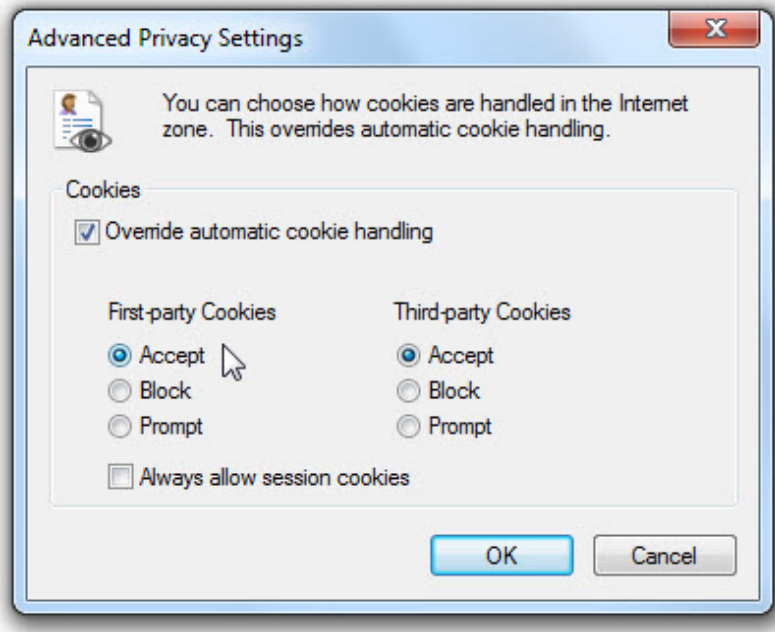 Advanced Privacy Settings
You can choose how cookies are handled in the Internet
zone. This overrides automatic cookie handling.
Cookies
Override automatic cookie handling
First-party Cookies
Third-party Cookies
Accept
Accept
Block
Block
Prompt
Prompt
Always allow session cookies
OK
Cancel